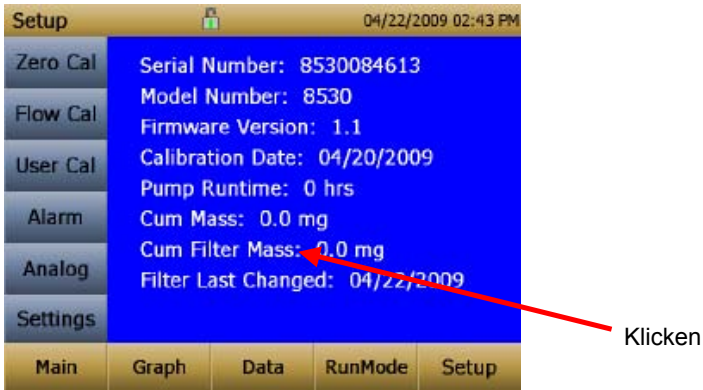 Setup 04/22/2009 02:43 PM
Zero Cal
Flow Cal
User Cal
Alarm
Analog
Settings
Serial Number: 8530084613
Model Number: 8530
Firmware Version: 1.1
Calibration Date: 04/20/2009
Pump Runtime: 0 hrs
Cum Mass: 0.0 mg
Cum Filter Mass: 0.0 mg
Filter Last Changed: 04/22/2009
Klicken
Main Graph Data RunMode Setup